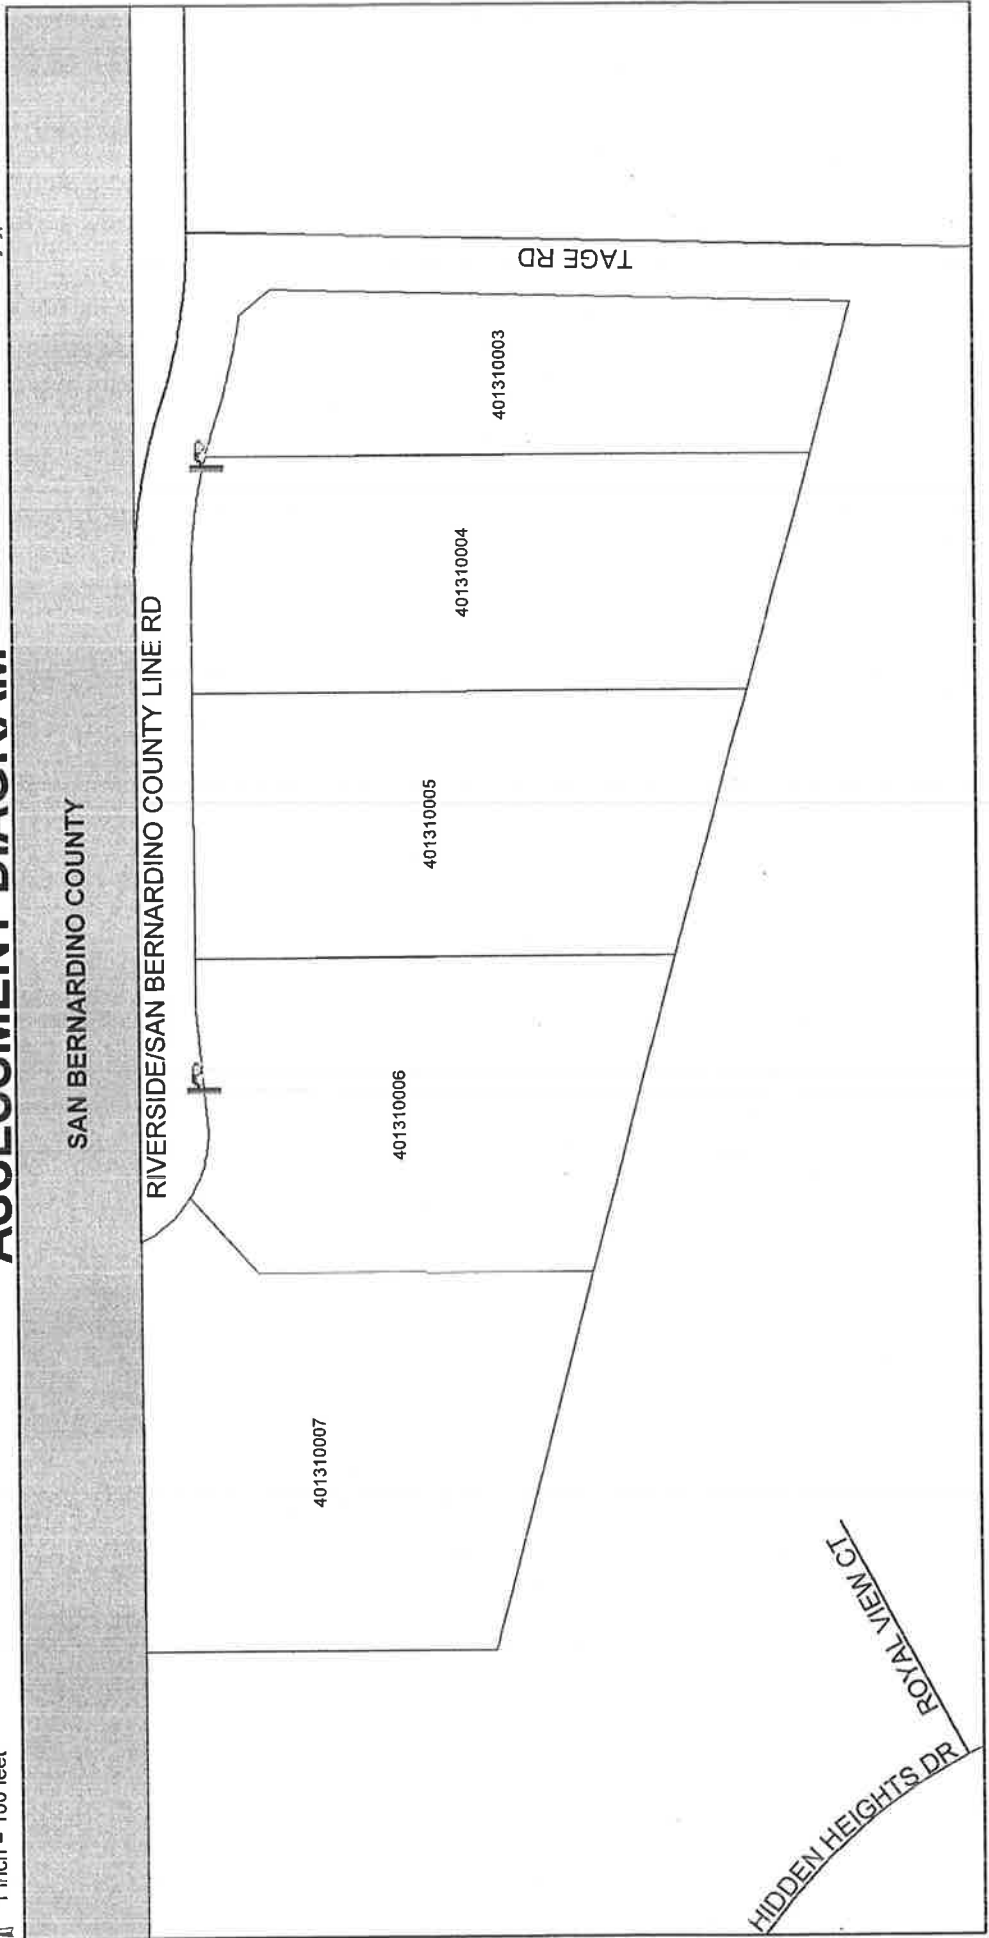 ASSESSMENT DIAGRAM
1 inch = 100 feet
SAN BERNARDINO COUNTY
RIVERSIDE/SAN BERNARDINO COUNTY LINE RD
401310007
401310006
401310005
401310004
401310003
TAGE RD
ROYAL VIEW CT
HIDDEN HEIGHTS DR